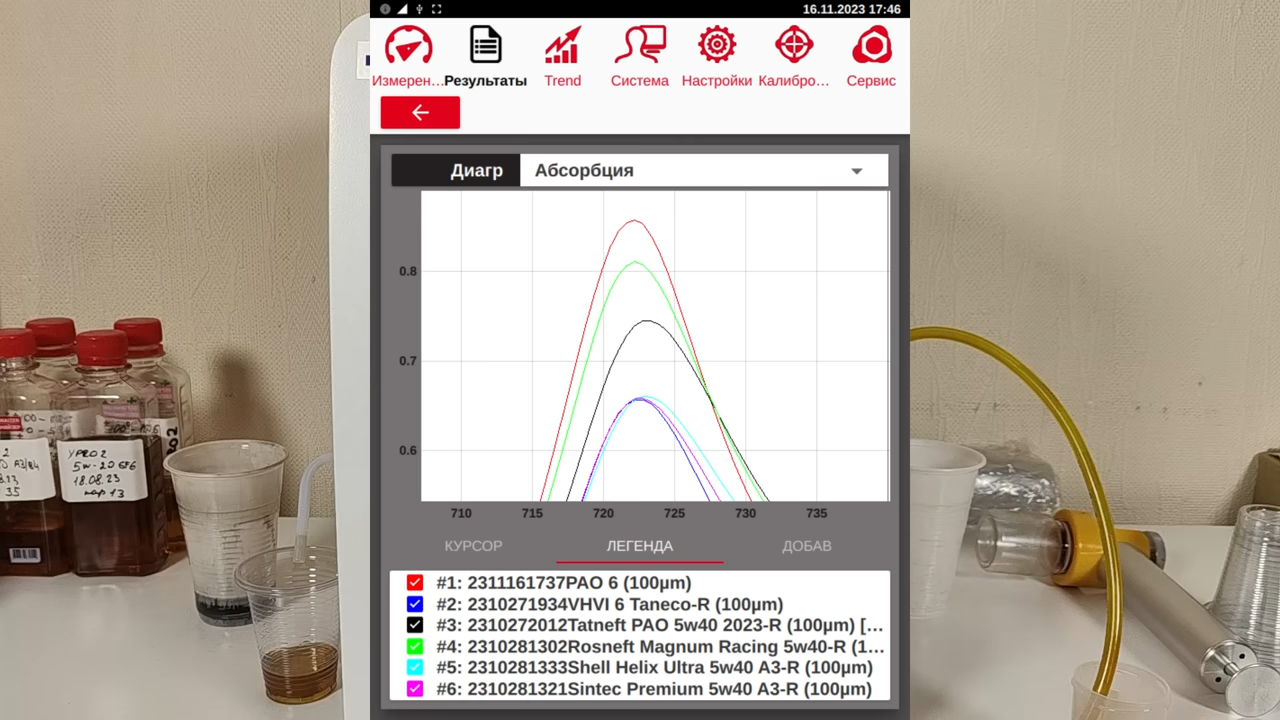 16.11.2023 17:46
Измерен... Результаты Trend Система Настройки Калибро... Сервис
Диагр Абсорбция
0.8
0.7
0.6
710 715 720 725 730 735
КУРСОР ЛЕГЕНДА ДОБАВ
#1: 2311161737PAO 6 (100µm)
#2: 2310271934VHVI 6 Taneco-R (100µm)
#3: 2310272012Tatneft PAO 5w40 2023-R (100µm) [...
#4: 2310281302Rosneft Magnum Racing 5w40-R (1...
#5: 2310281333Shell Helix Ultra 5w40 A3-R (100µm)
#6: 2310281321Sintec Premium 5w40 A3-R (100µm)
5w-20 GF6
18.08.23